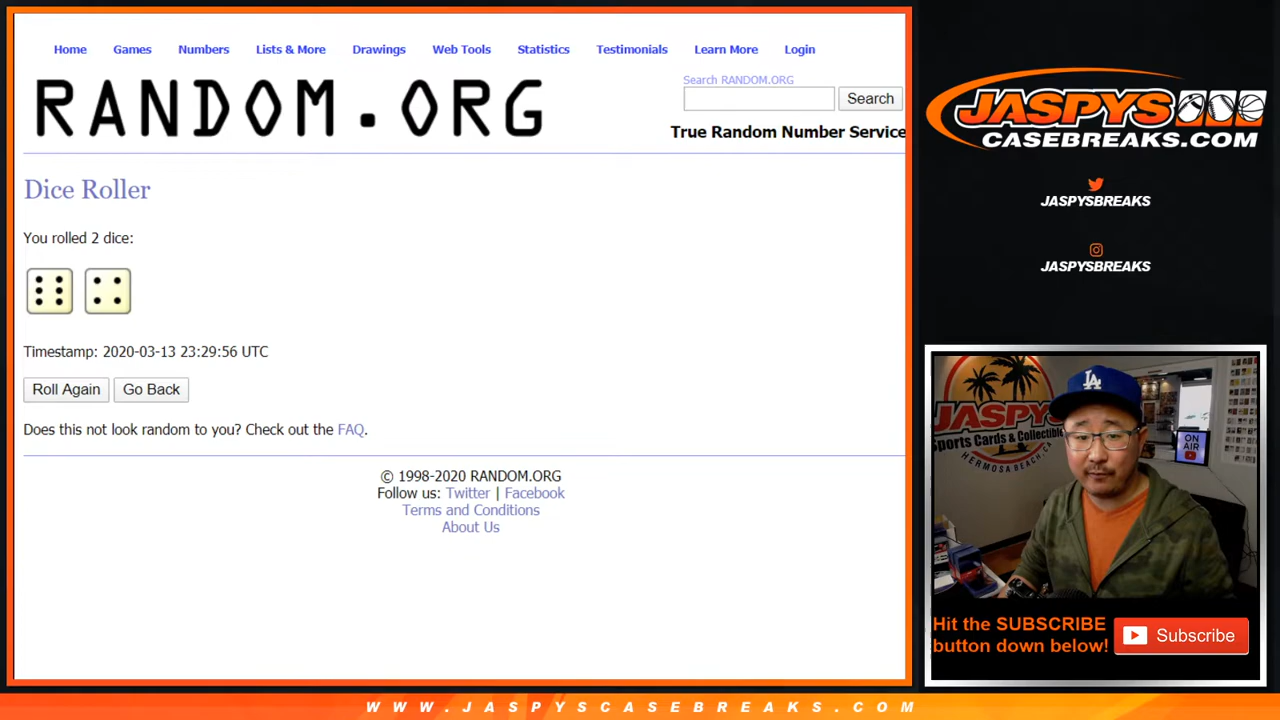 Home Games Numbers Lists & More Drawings Web Tools Statistics Testimonials Learn More Login
RANDOM.ORG
Search RANDOM.ORG
Search
True Random Number Service
Dice Roller
You rolled 2 dice:
Timestamp: 2020-03-13 23:29:56 UTC
Roll Again Go Back
Does this not look random to you? Check out the FAQ.
© 1998-2020 RANDOM.ORG
Follow us: Twitter | Facebook
Terms and Conditions
About Us
JASPYS
CASEBREAKS.COM
JASPYSBREAKS
JASPYSBREAKS
JASPYS
Sports Cards & Collectible
HERMOSA BEACH, CA
LA
ON
AIR
Hit the SUBSCRIBE
button down below!
Subscribe
WWW.JASPYSCASEBREAKS.COM